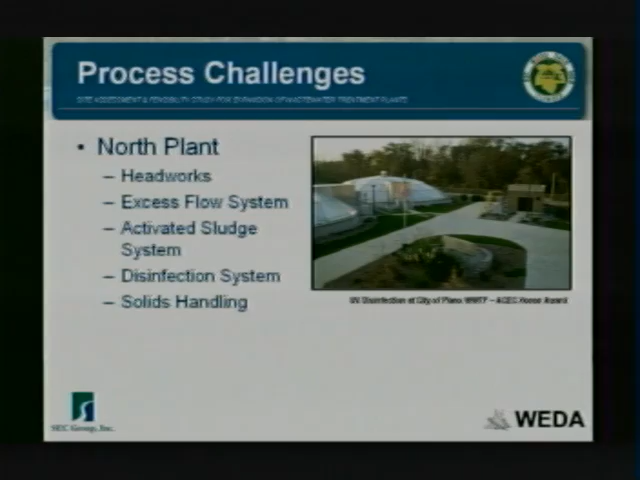 Process Challenges
SITE ASSESSMENT & FEASIBILITY STUDY FOR EXPANSION OF WASTEWATER TREATMENT PLANTS
• North Plant
– Headworks
– Excess Flow System
– Activated Sludge
System
– Disinfection System
– Solids Handling
UV Disinfection at City of Plano WWTP – ACEC Honor Award
SEC Group, Inc.
WEDA